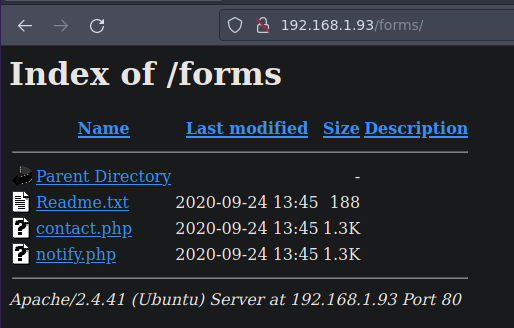 192.168.1.93/forms/
Index of /forms
Name Last modified Size Description
Parent Directory -
Readme.txt 2020-09-24 13:45 188
contact.php 2020-09-24 13:45 1.3K
notify.php 2020-09-24 13:45 1.3K
Apache/2.4.41 (Ubuntu) Server at 192.168.1.93 Port 80